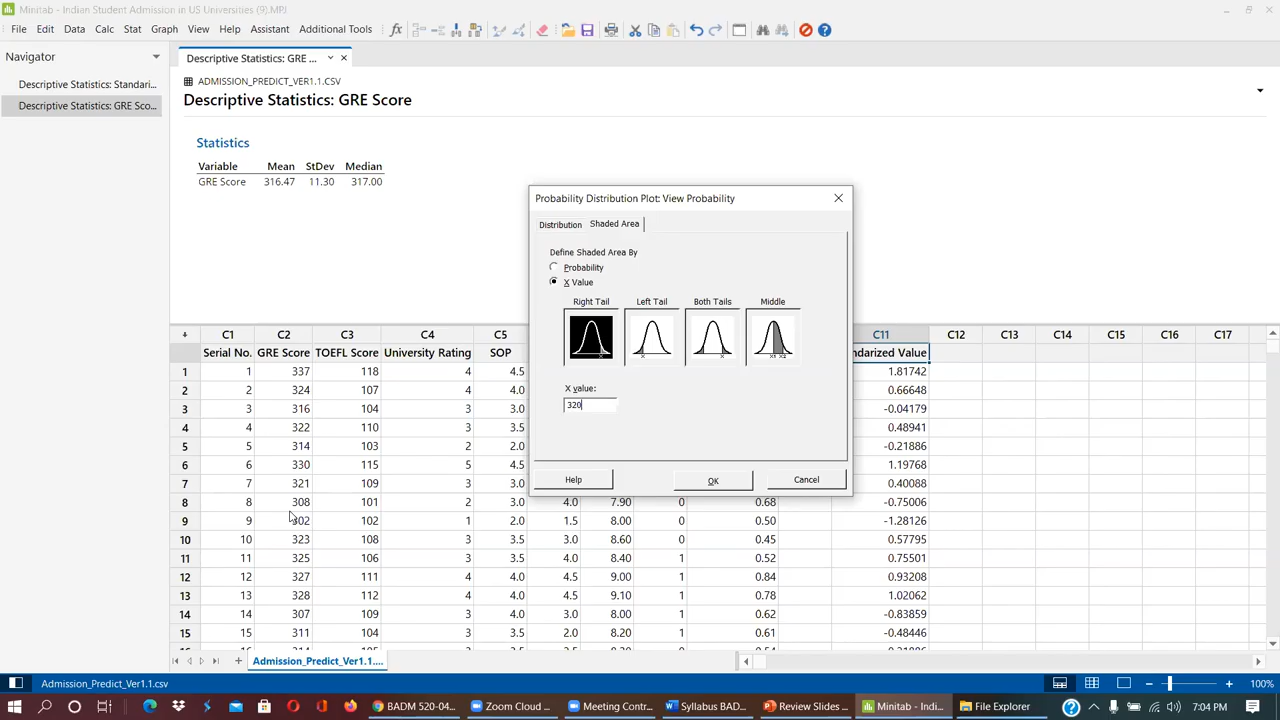 Minitab - Indian Student Admission in US Universities (9).MPJ
File Edit Data Calc Stat Graph View Help Assistant Additional Tools
Navigator
Descriptive Statistics: GRE ...
Descriptive Statistics: Standari...
Descriptive Statistics: GRE Sco...
ADMISSION_PREDICT_VER1.1.CSV
Descriptive Statistics: GRE Score
Statistics
Variable Mean StDev Median
GRE Score 316.47 11.30 317.00
Probability Distribution Plot: View Probability
Distribution Shaded Area
Define Shaded Area By
Probability
X Value
Right Tail Left Tail Both Tails Middle
X value:
320
Help OK Cancel
C1 C2 C3 C4 C5 C11 C12 C13 C14 C15 C16 C17
Serial No. GRE Score TOEFL Score University Rating SOP ndarized Value
1 1 337 118 4 4.5 1.81742
2 2 324 107 4 4.0 0.66648
3 3 316 104 3 3.0 -0.04179
4 4 322 110 3 3.5 0.48941
5 5 314 103 2 2.0 -0.21886
6 6 330 115 5 4.5 1.19768
7 7 321 109 3 3.0 0.40088
8 8 308 101 2 3.0 4.0 7.90 0 0.68 -0.75006
9 9 302 102 1 2.0 1.5 8.00 0 0.50 -1.28126
10 10 323 108 3 3.5 3.0 8.60 0 0.45 0.57795
11 11 325 106 3 3.5 4.0 8.40 1 0.52 0.75501
12 12 327 111 4 4.0 4.5 9.00 1 0.84 0.93208
13 13 328 112 4 4.0 4.5 9.10 1 0.78 1.02062
14 14 307 109 3 4.0 3.0 8.00 1 0.62 -0.83859
15 15 311 104 3 3.5 2.0 8.20 1 0.61 -0.48446
Admission_Predict_Ver1.1....
Admission_Predict_Ver1.1.csv
100%
BADM 520-04... Zoom Cloud ... Meeting Contr... Syllabus BAD... Review Slides ... Minitab - Indi... File Explorer 7:04 PM